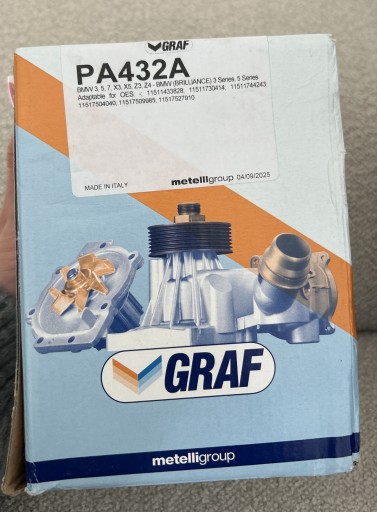 GRAF
PA432A
BMW 3, 5, 7, X3, X5, Z3, Z4 - BMW (BRILLIANCE) 3 Series, 5 Series
Adaptable for OES: < 11511433828, 11511730414, 11511744243,
11517504040, 11517509985, 11517527910
MADE IN ITALY
metelligroup 04/09/2025
GRAF
metelligroup